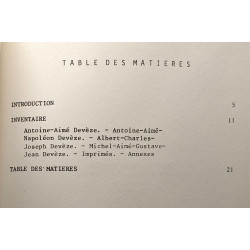 TABLE DES MATIERES
INTRODUCTION 5
INVENTAIRE 11
Antoine-Aimé Devèze. - Antoine-Aimé-
Napoléon Devèze. - Albert-Charles-
Joseph Devèze. - Michel-Aimé-Gustave-
Jean Devèze. - Imprimés. - Annexes
TABLE DES MATIERES 21